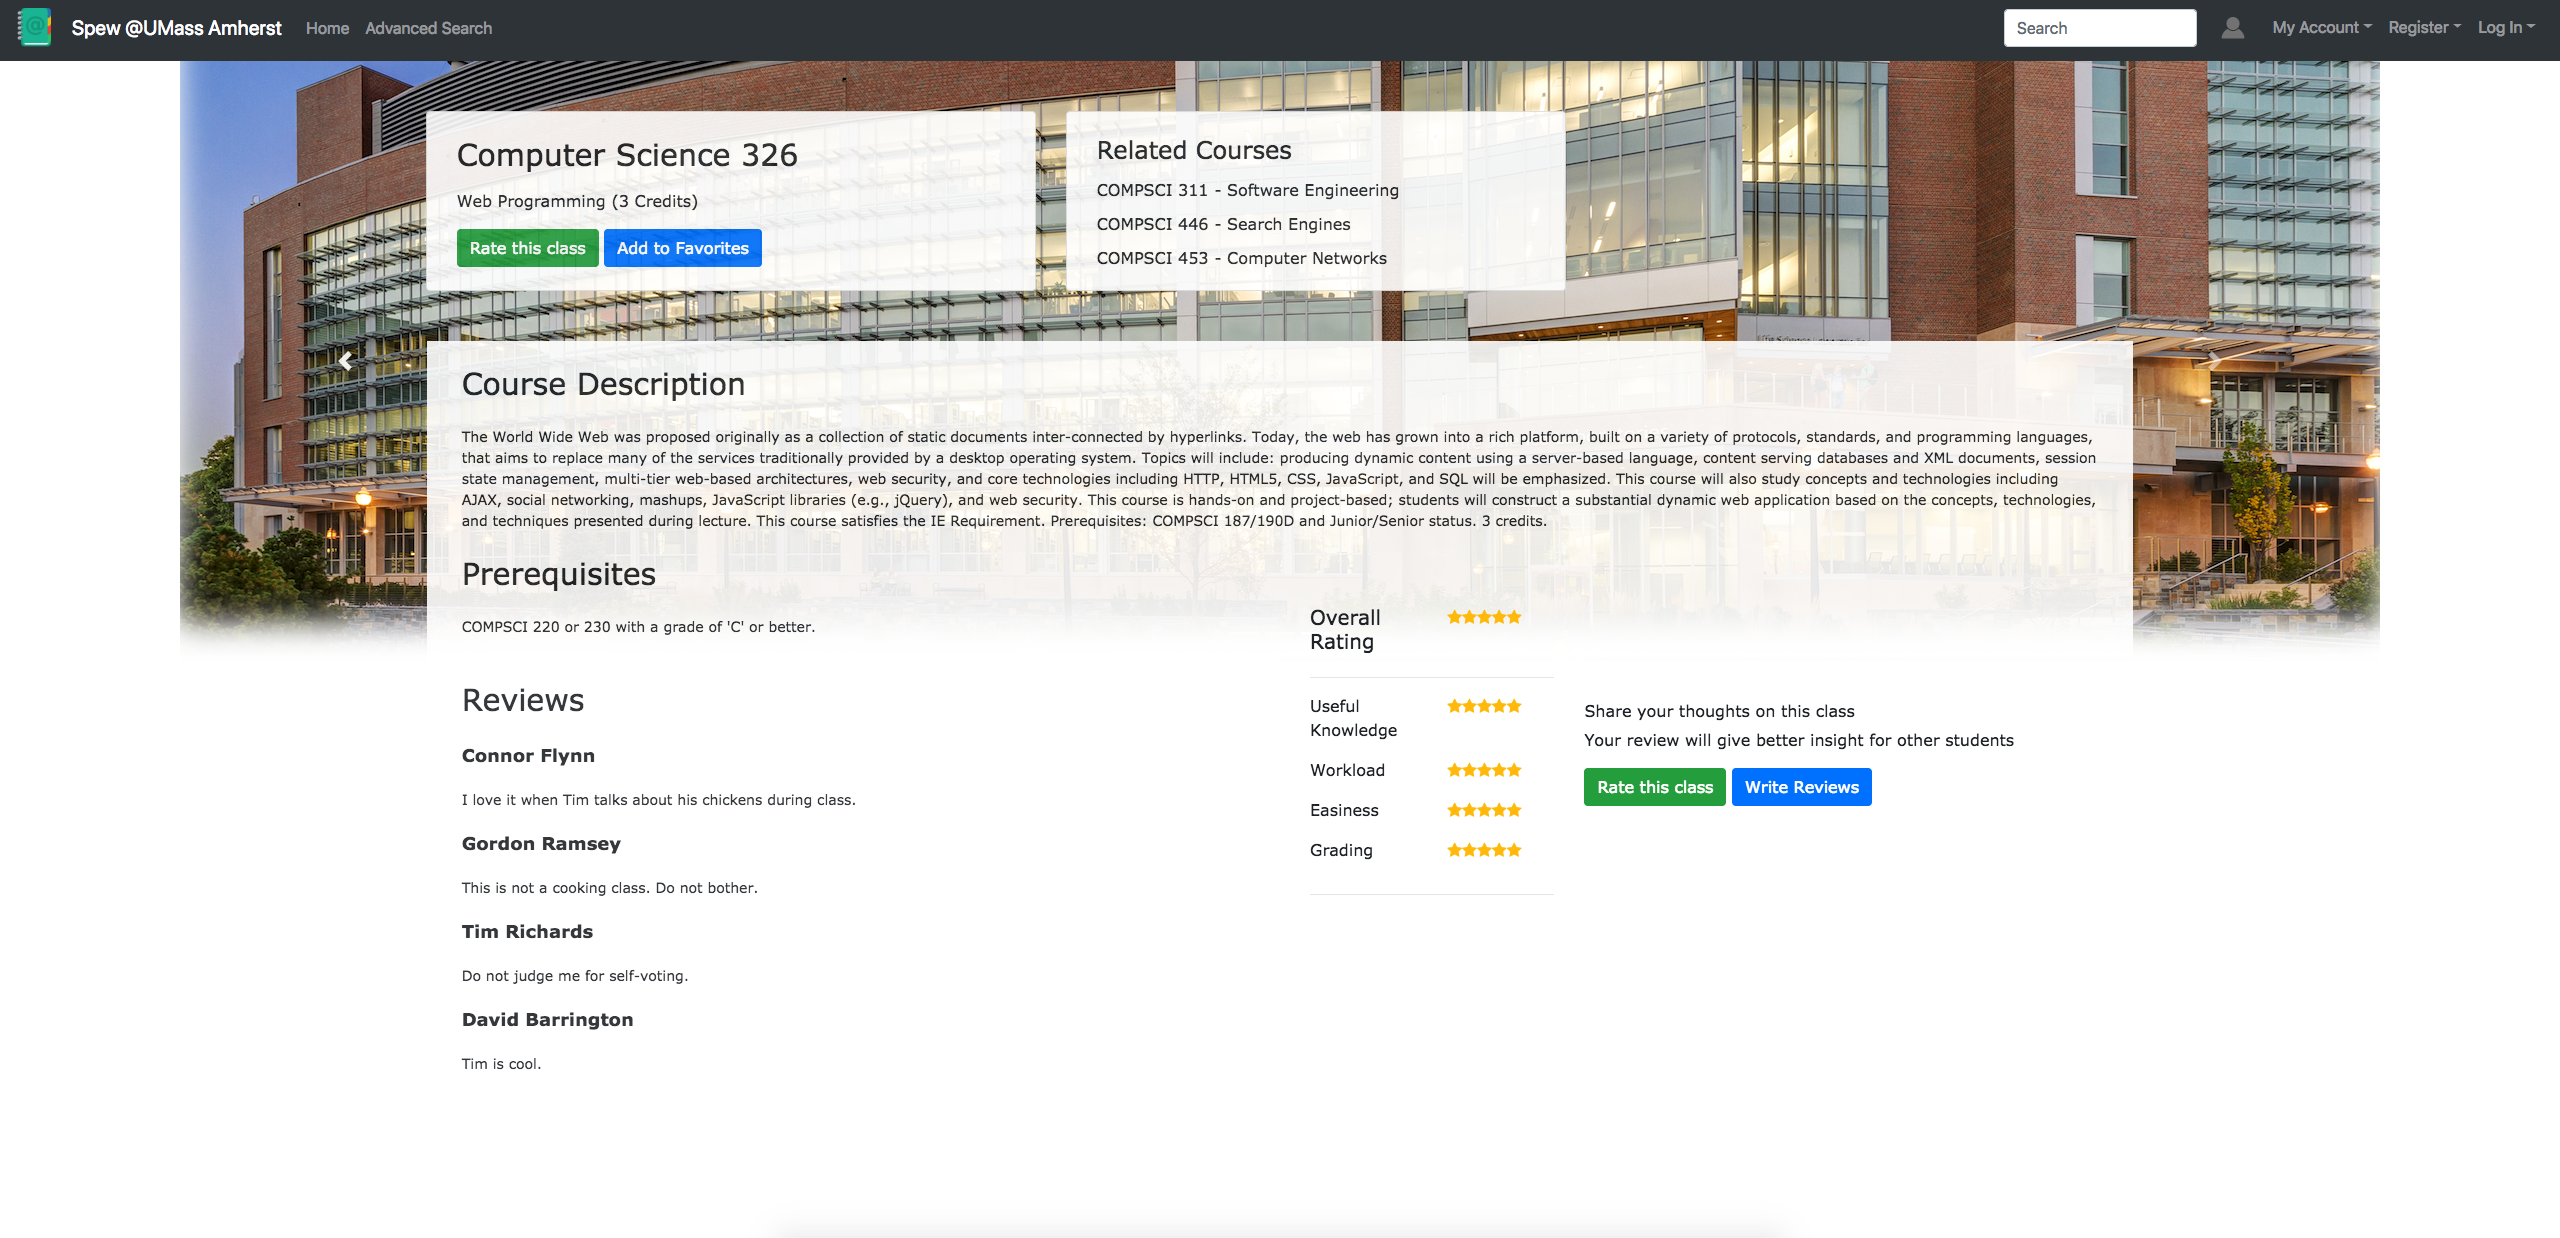 Spew @UMass Amherst
Home
Advanced Search
Search
My Account
Register
Log In
Computer Science 326
Web Programming (3 Credits)
Rate this class
Add to Favorites
Related Courses
COMPSCI 311 - Software Engineering
COMPSCI 446 - Search Engines
COMPSCI 453 - Computer Networks
Course Description
The World Wide Web was proposed originally as a collection of static documents inter-connected by hyperlinks. Today, the web has grown into a rich platform, built on a variety of protocols, standards, and programming languages,
that aims to replace many of the services traditionally provided by a desktop operating system. Topics will include: producing dynamic content using a server-based language, content serving databases and XML documents, session
state management, multi-tier web-based architectures, web security, and core technologies including HTTP, HTML5, CSS, JavaScript, and SQL will be emphasized. This course will also study concepts and technologies including
AJAX, social networking, mashups, JavaScript libraries (e.g., jQuery), and web security. This course is hands-on and project-based; students will construct a substantial dynamic web application based on the concepts, technologies,
and techniques presented during lecture. This course satisfies the IE Requirement. Prerequisites: COMPSCI 187/190D and Junior/Senior status. 3 credits.
Prerequisites
COMPSCI 220 or 230 with a grade of 'C' or better.
Reviews
Connor Flynn
I love it when Tim talks about his chickens during class.
Gordon Ramsey
This is not a cooking class. Do not bother.
Tim Richards
Do not judge me for self-voting.
David Barrington
Tim is cool.
Overall
Rating
Useful
Knowledge
Workload
Easiness
Grading
Share your thoughts on this class
Your review will give better insight for other students
Rate this class
Write Reviews